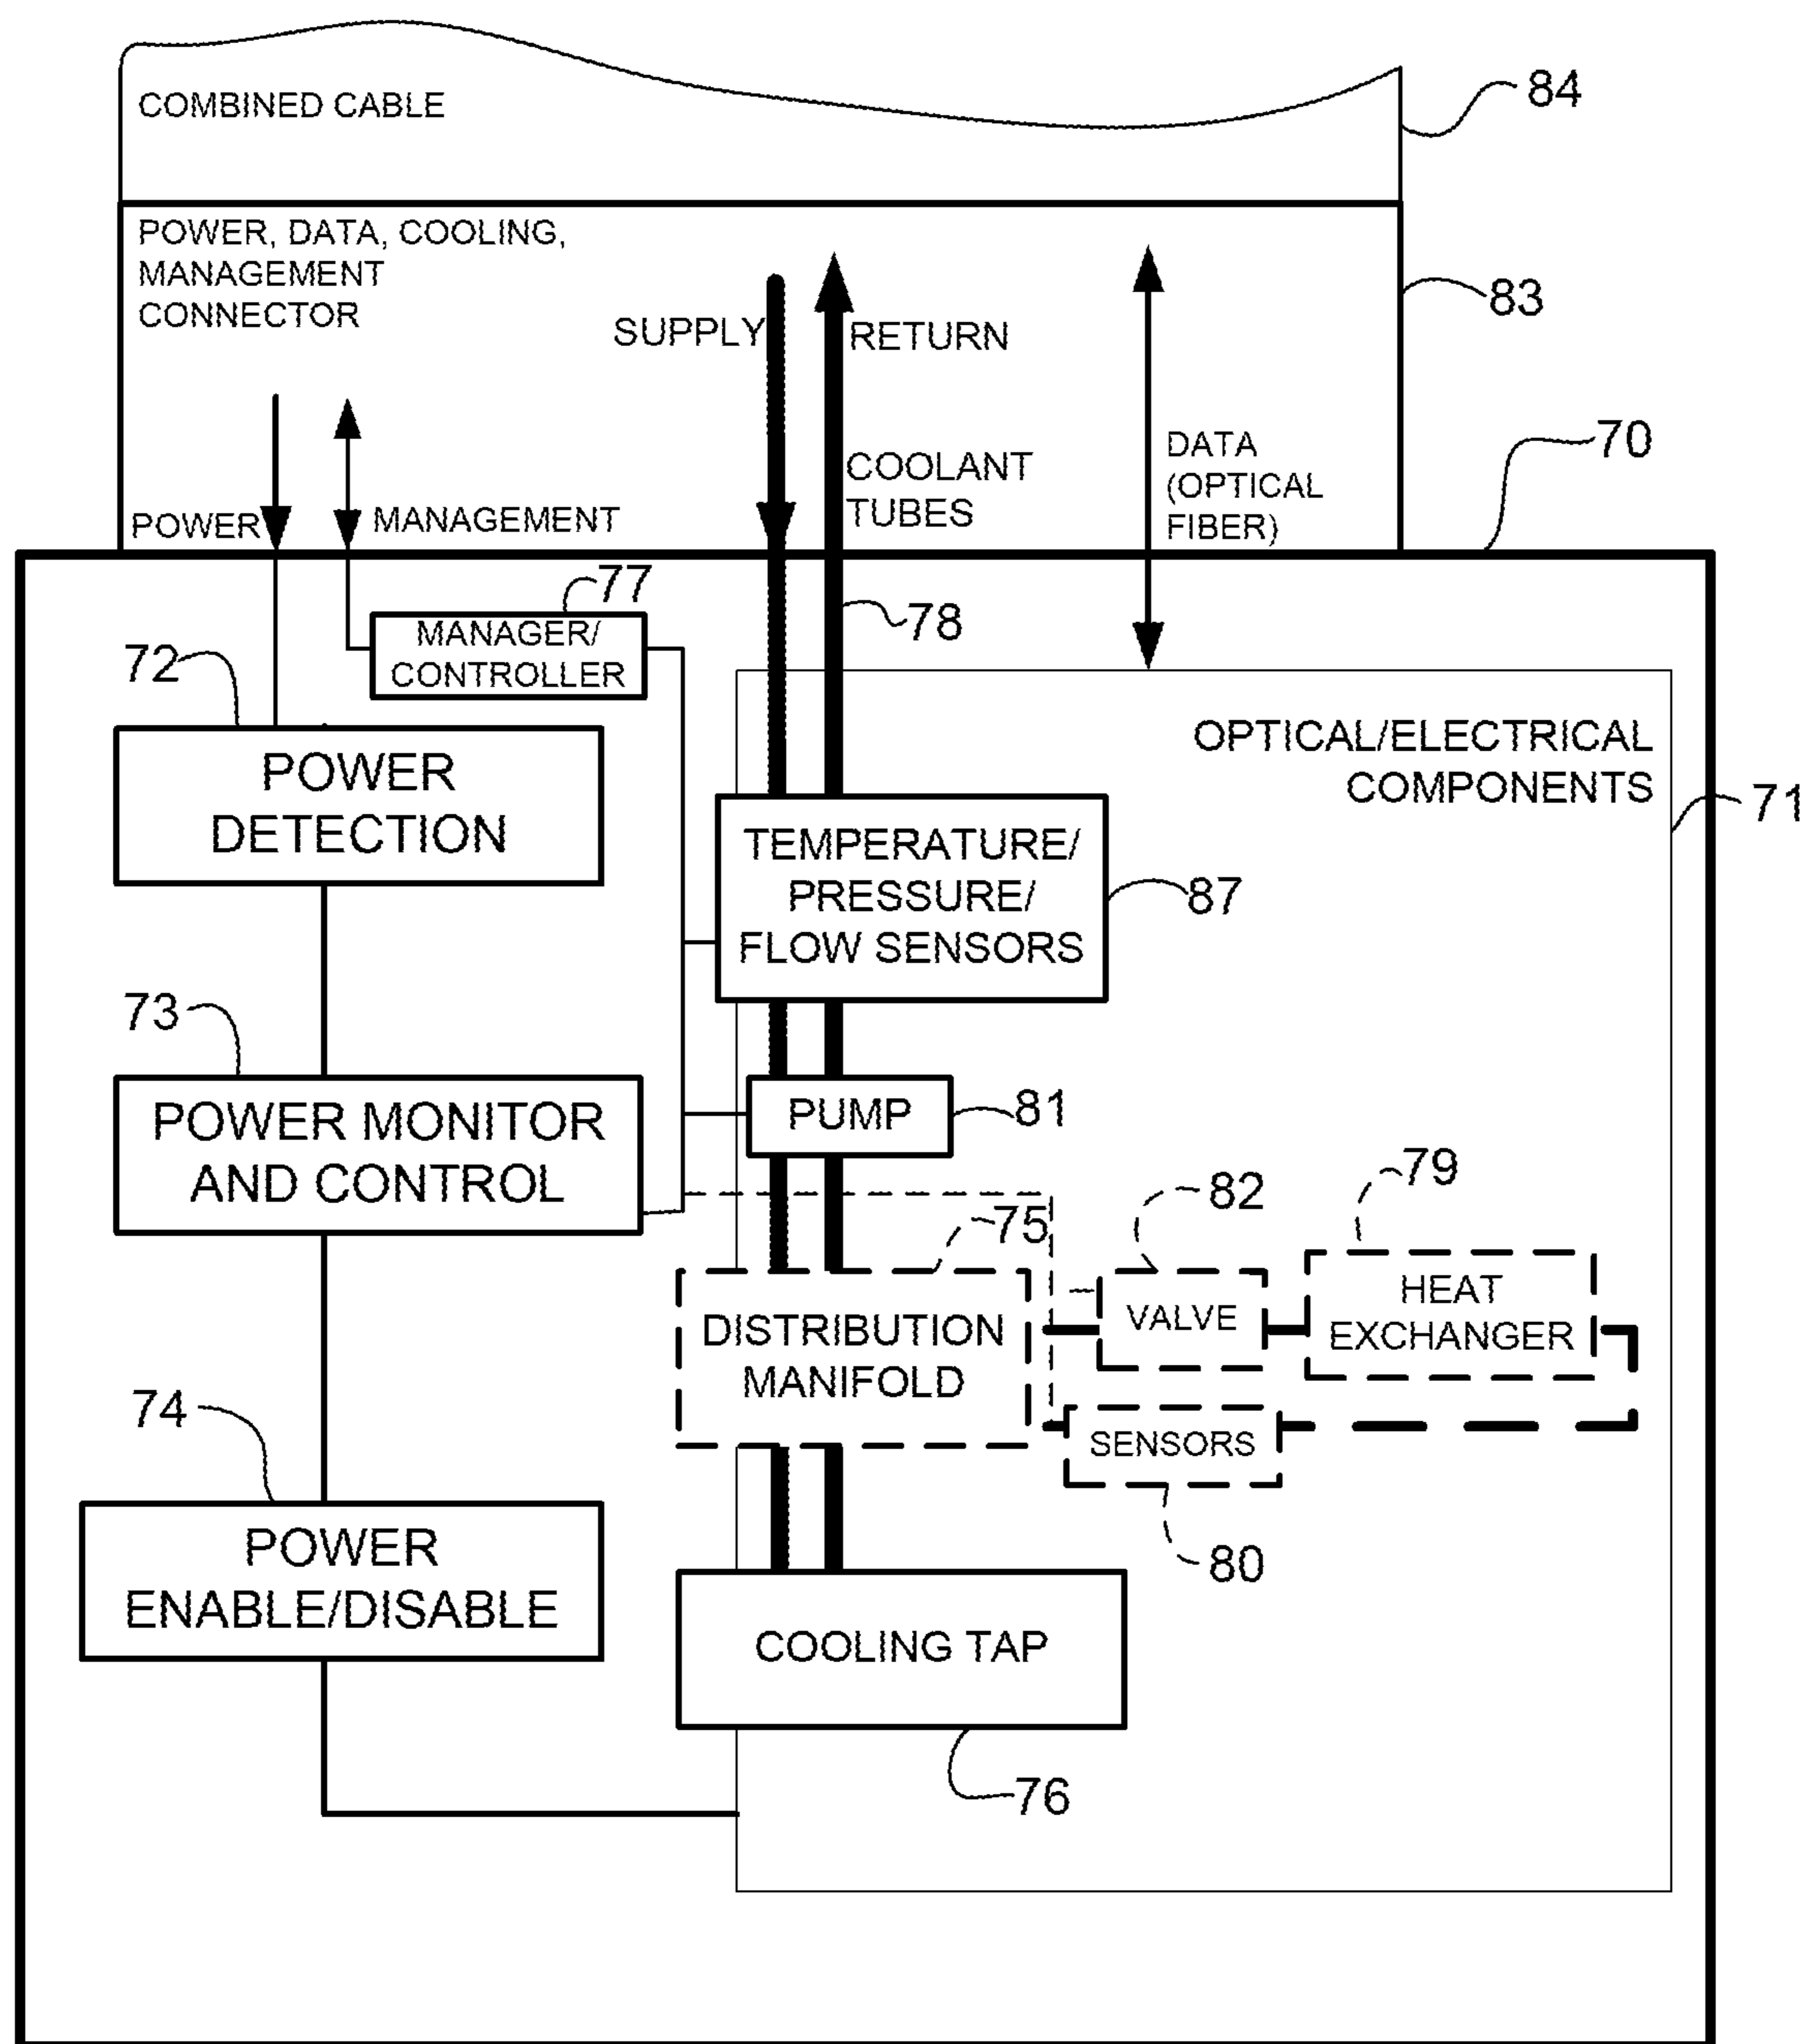 COMBINED CABLE
84
POWER, DATA, COOLING,
MANAGEMENT
CONNECTOR
83
SUPPLY
RETURN
COOLANT
TUBES
DATA
(OPTICAL
FIBER)
70
POWER
MANAGEMENT
77
MANAGER/
CONTROLLER
78
72
POWER
DETECTION
OPTICAL/ELECTRICAL
COMPONENTS
71
TEMPERATURE/
PRESSURE/
FLOW SENSORS
87
73
POWER MONITOR
AND CONTROL
PUMP
81
82
79
75
DISTRIBUTION
MANIFOLD
VALVE
HEAT
EXCHANGER
SENSORS
80
74
POWER
ENABLE/DISABLE
COOLING TAP
76